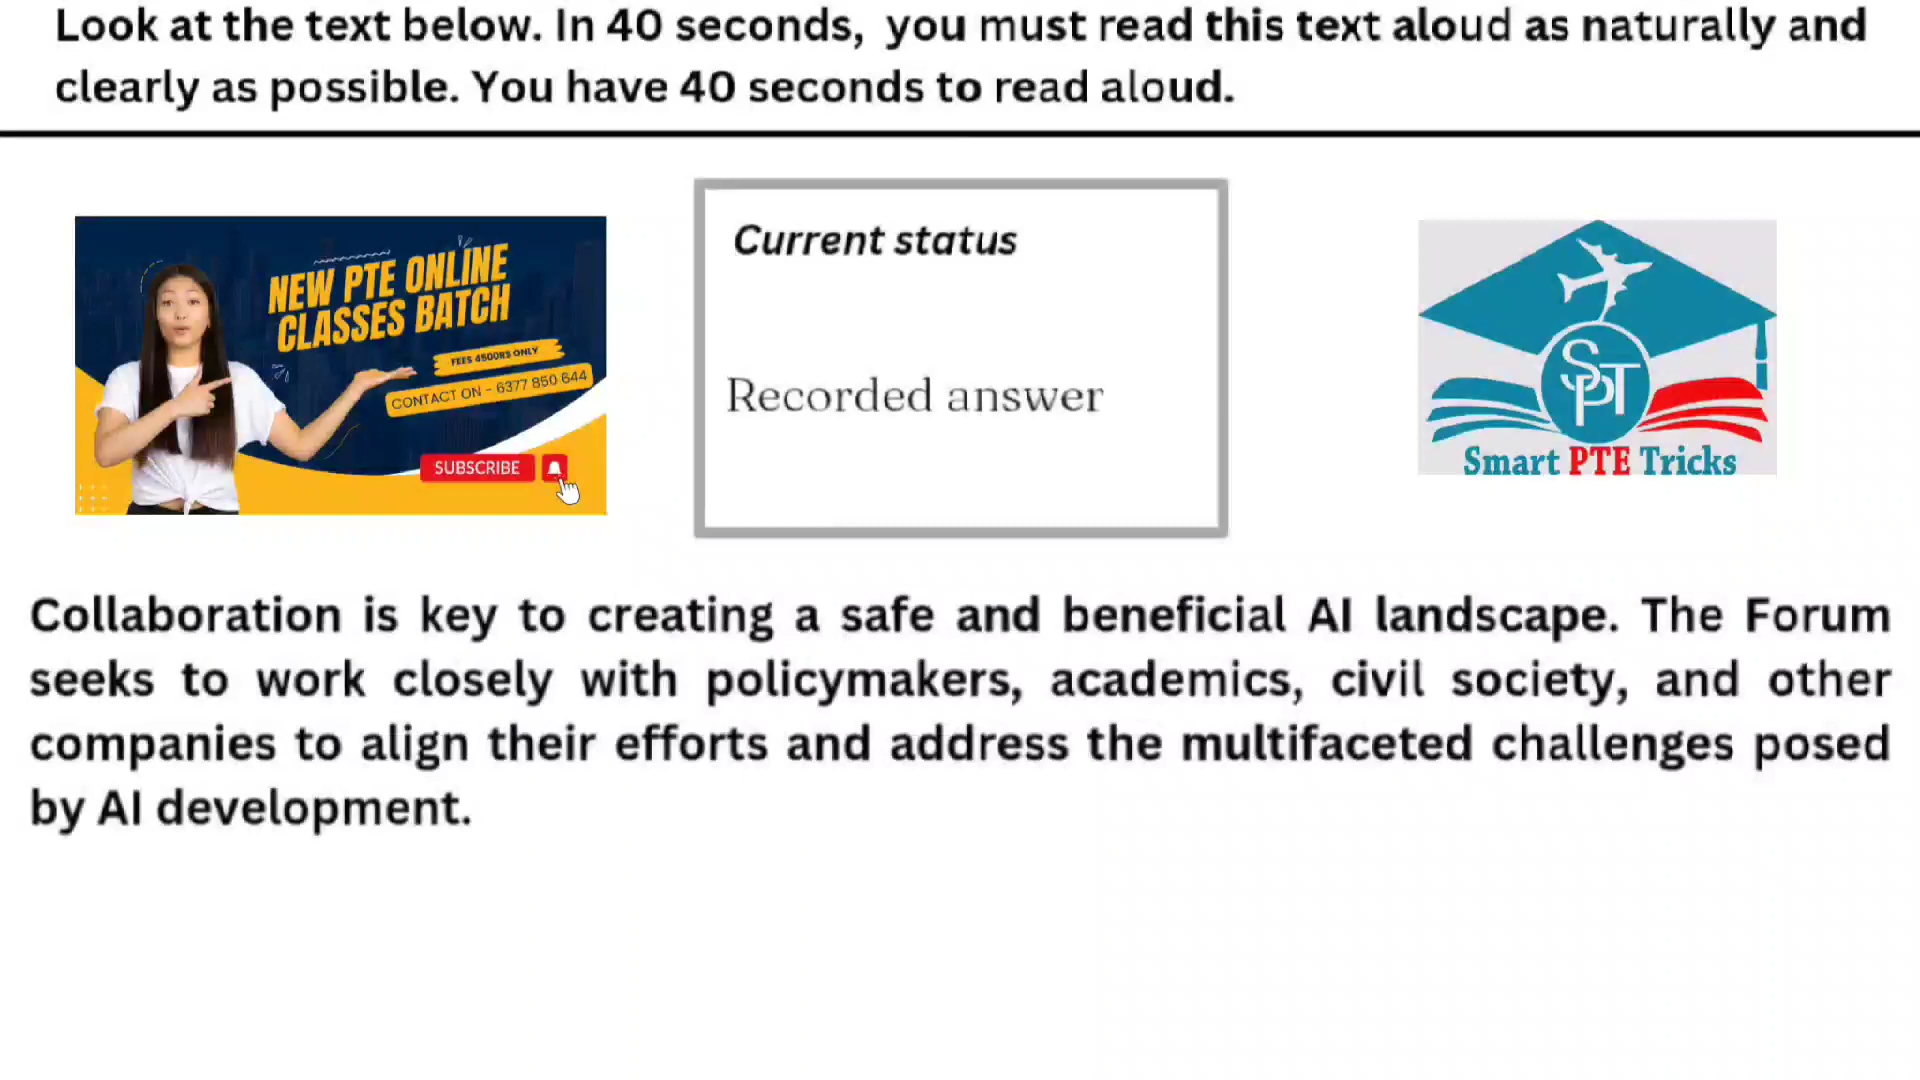 Look at the text below. In 40 seconds, you must read this text aloud as naturally and
clearly as possible. You have 40 seconds to read aloud.
NEW PTE ONLINE
CLASSES BATCH
FEES 4500RS ONLY
CONTACT ON - 6377 850 644
SUBSCRIBE
Current status
Recorded answer
SPT
Smart PTE Tricks
Collaboration is key to creating a safe and beneficial AI landscape. The Forum
seeks to work closely with policymakers, academics, civil society, and other
companies to align their efforts and address the multifaceted challenges posed
by AI development.